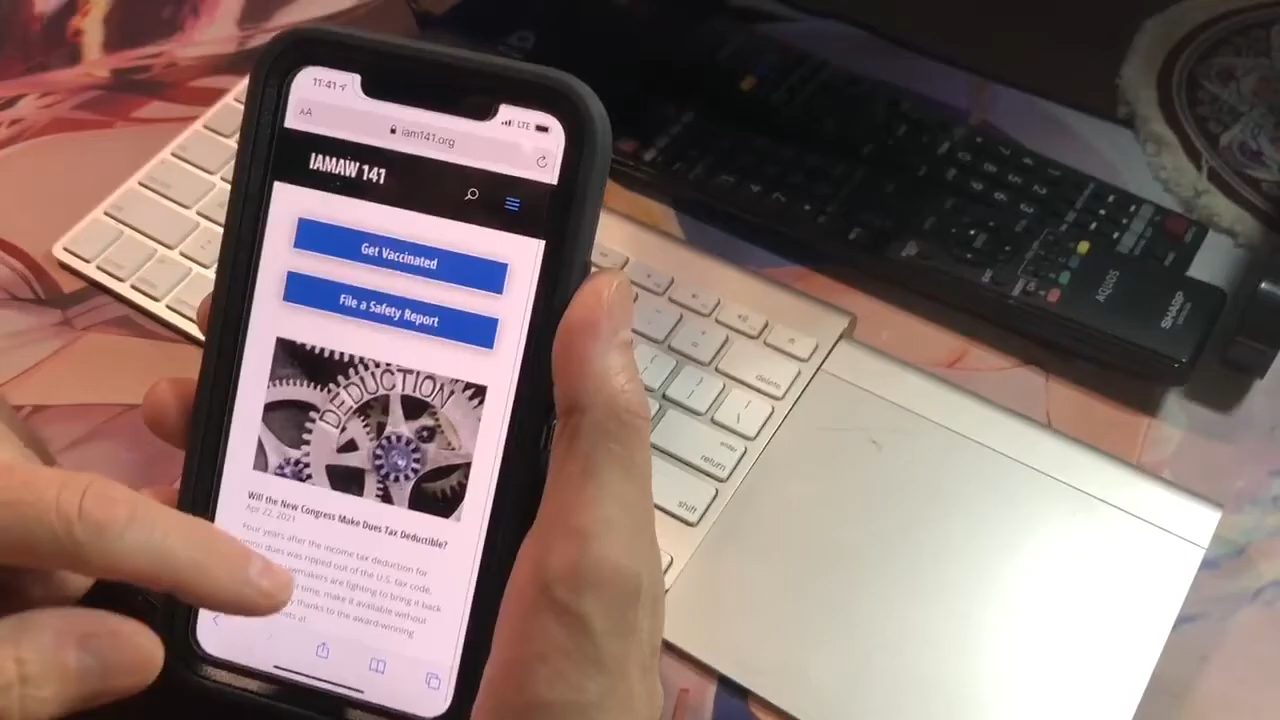 11:41
LTE
AA
iam141.org
IAMAW 141
Get Vaccinated
File a Safety Report
DEDUCTION
Will the New Congress Make Dues Tax Deductible?
Apr 22, 2021
Four years after the income tax deduction for
union dues was ripped out of the U.S. tax code,
lawmakers are fighting to bring it back
time, make it available without
thanks to the award-winning
at
delete
enter
return
shift
AQUOS
SHARP